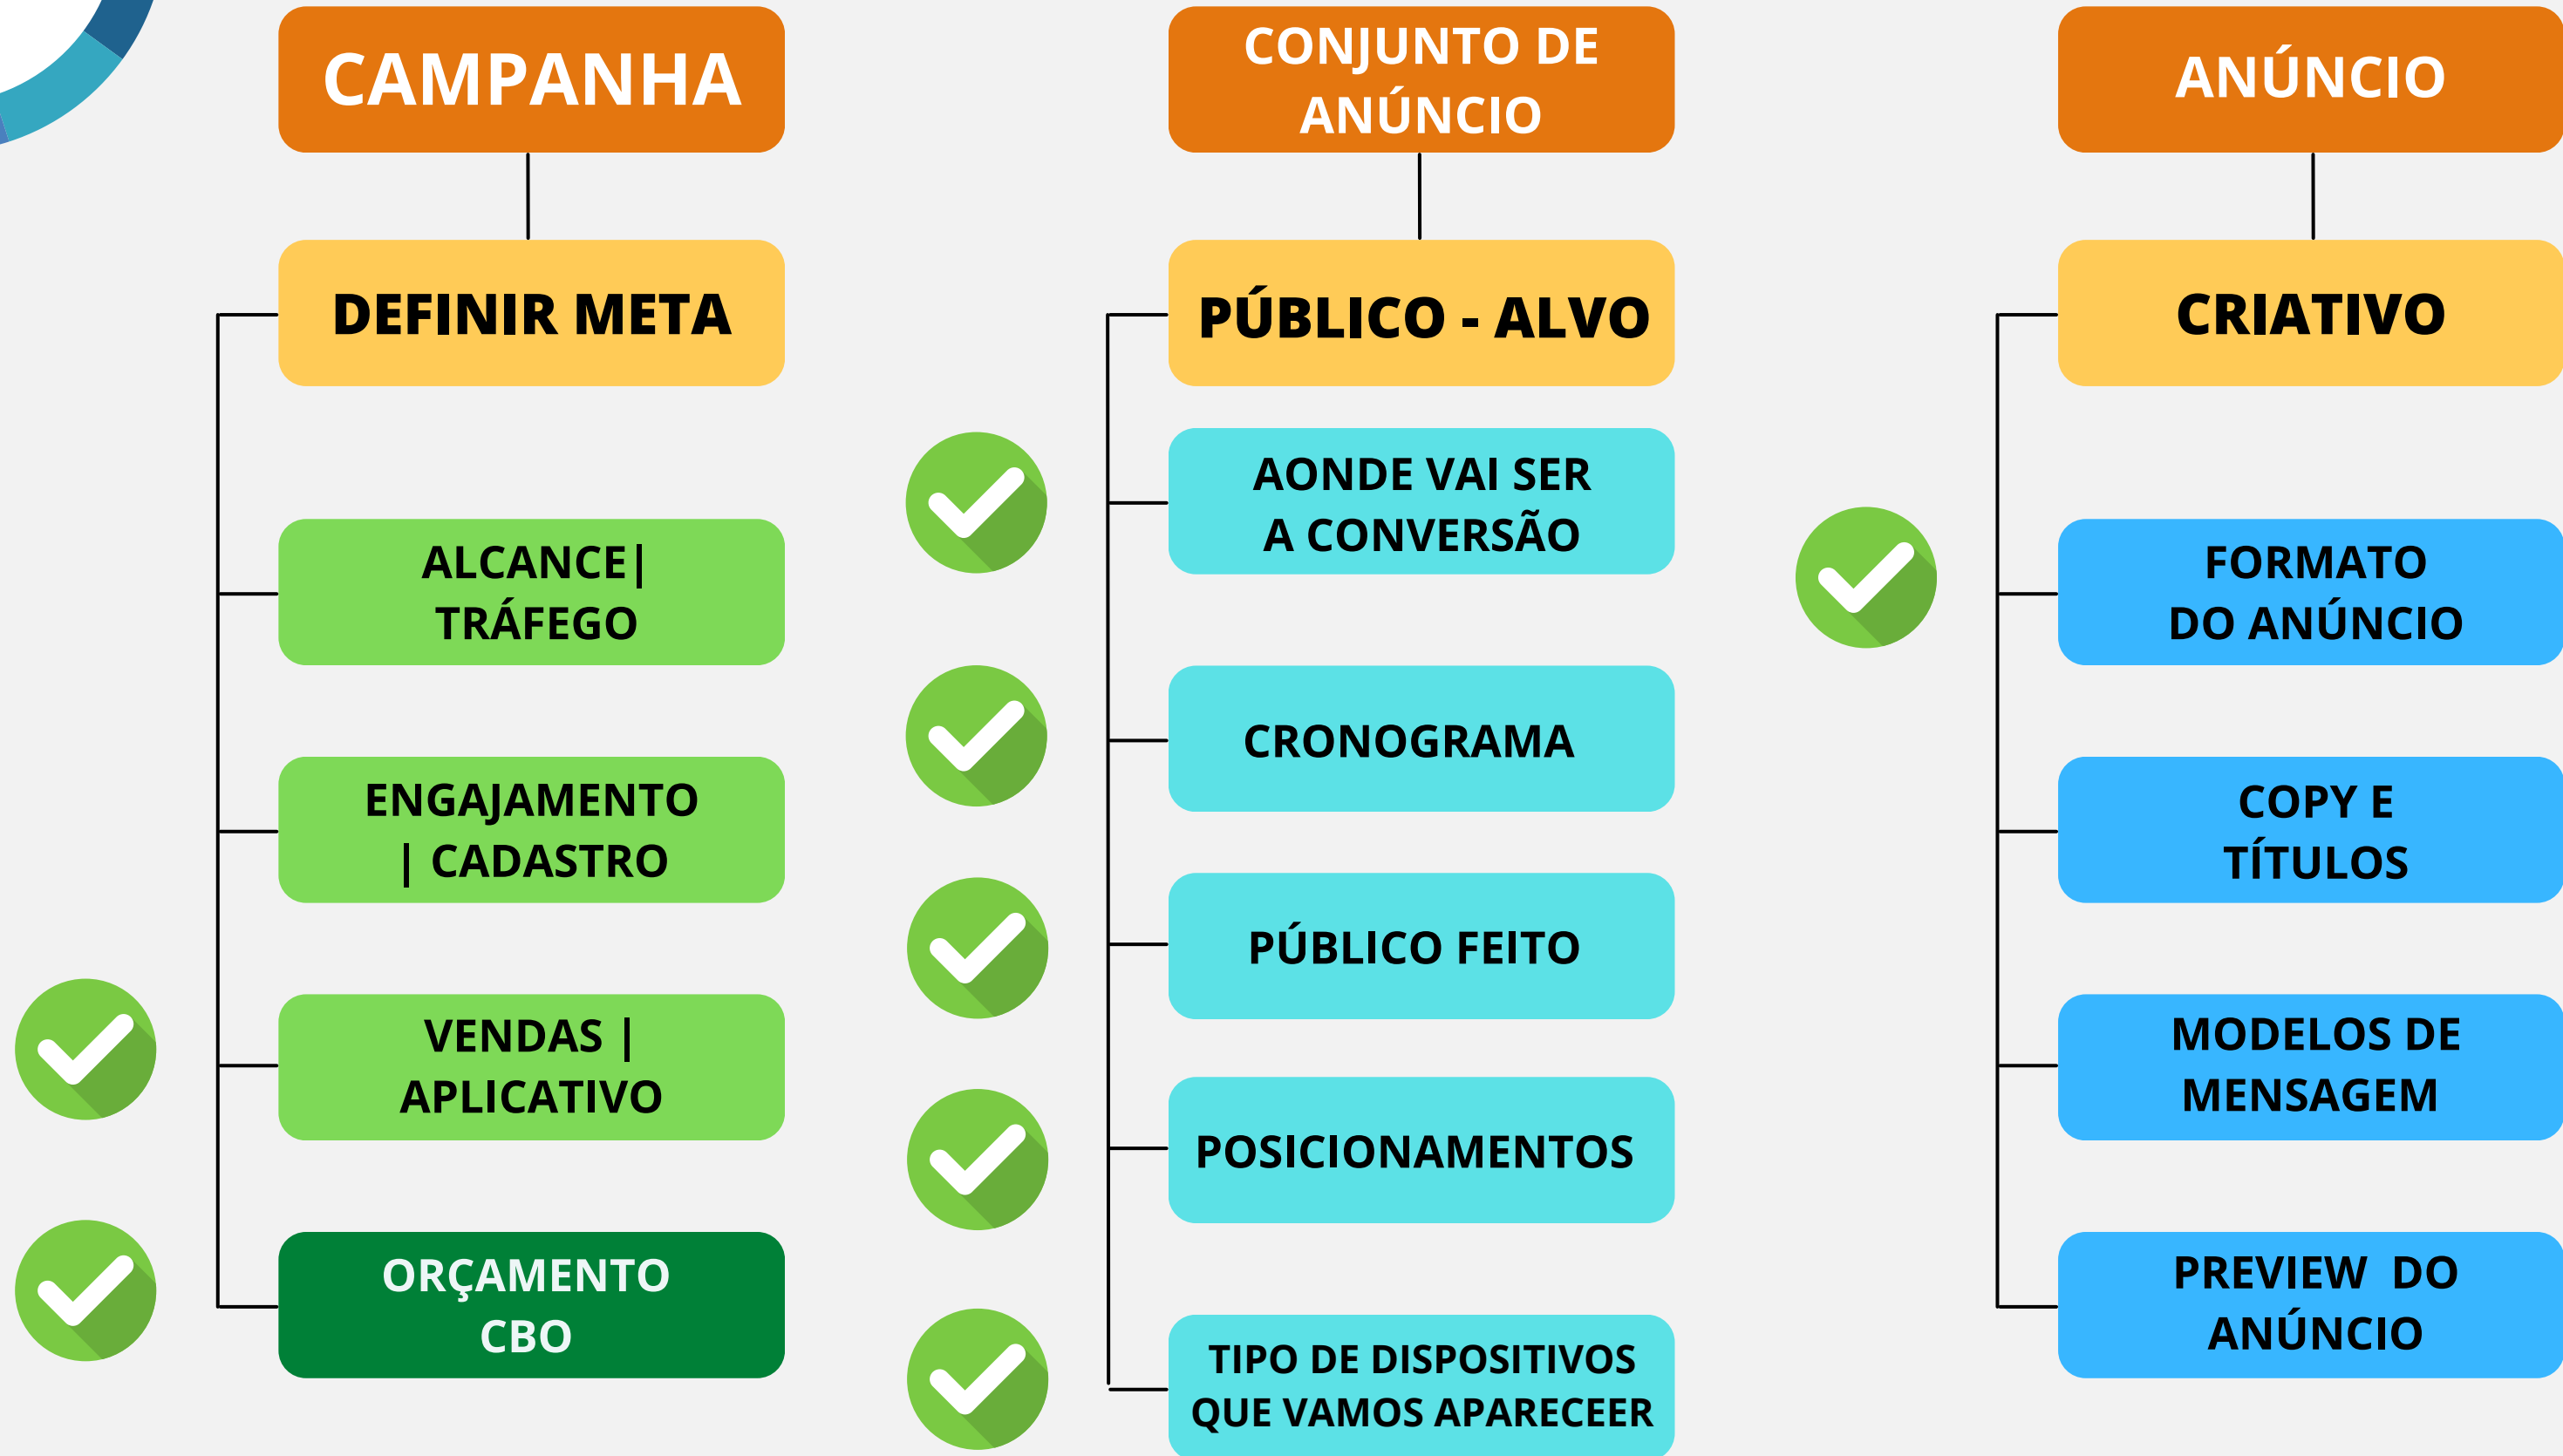 CAMPANHA
DEFINIR META
ALCANCE|
TRÁFEGO
ENGAJAMENTO
| CADASTRO
VENDAS |
APLICATIVO
ORÇAMENTO
CBO
CONJUNTO DE
ANÚNCIO
PÚBLICO - ALVO
AONDE VAI SER
A CONVERSÃO
CRONOGRAMA
PÚBLICO FEITO
POSICIONAMENTOS
TIPO DE DISPOSITIVOS
QUE VAMOS APARECEER
ANÚNCIO
CRIATIVO
FORMATO
DO ANÚNCIO
COPY E
TÍTULOS
MODELOS DE
MENSAGEM
PREVIEW  DO
ANÚNCIO